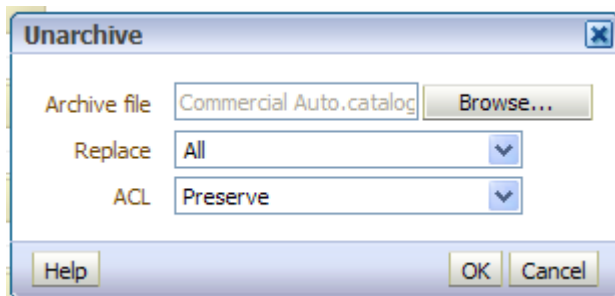 Unarchive
Archive file Commercial Auto.catalog Browse...
Replace All
ACL Preserve
Help OK Cancel